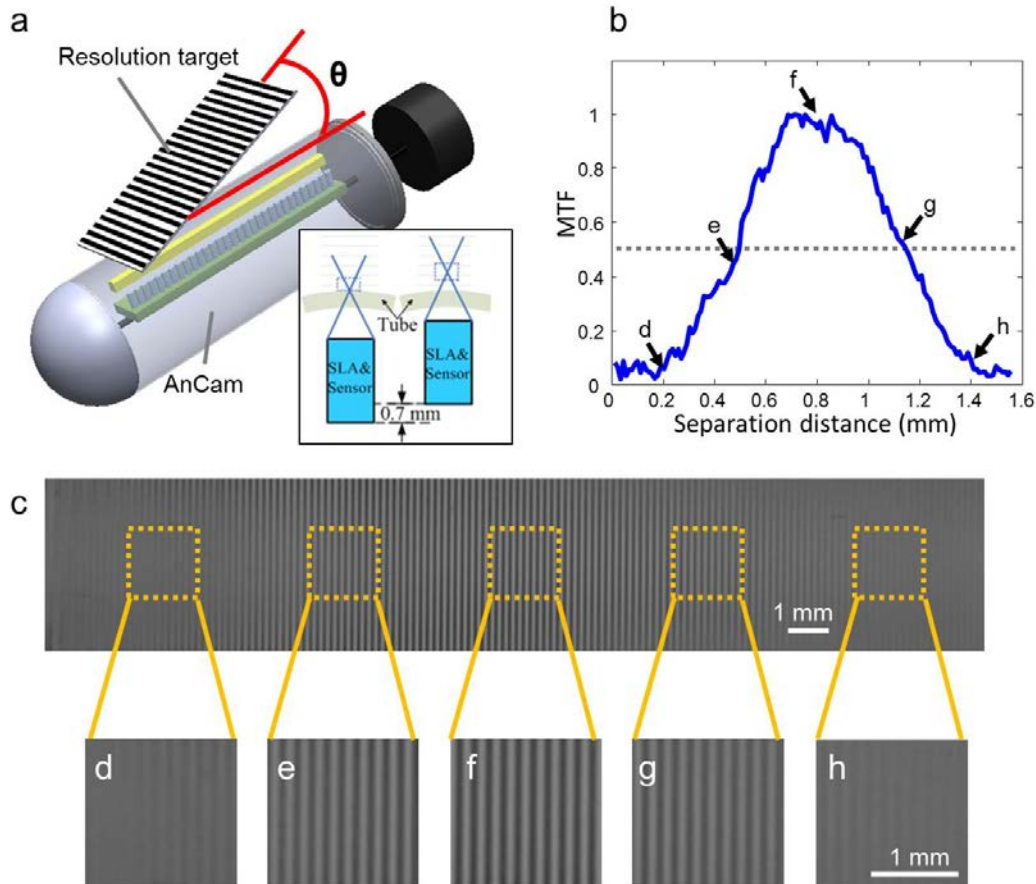 a
Resolution target
θ
AnCam
Tube
SLA&
Sensor
SLA&
Sensor
0.7 mm
b
MTF
1
0.8
0.6
0.4
0.2
0
0 0.2 0.4 0.6 0.8 1.0 1.2 1.4 1.6
Separation distance (mm)
d
e
f
g
h
c
1 mm
d
e
f
g
h
1 mm